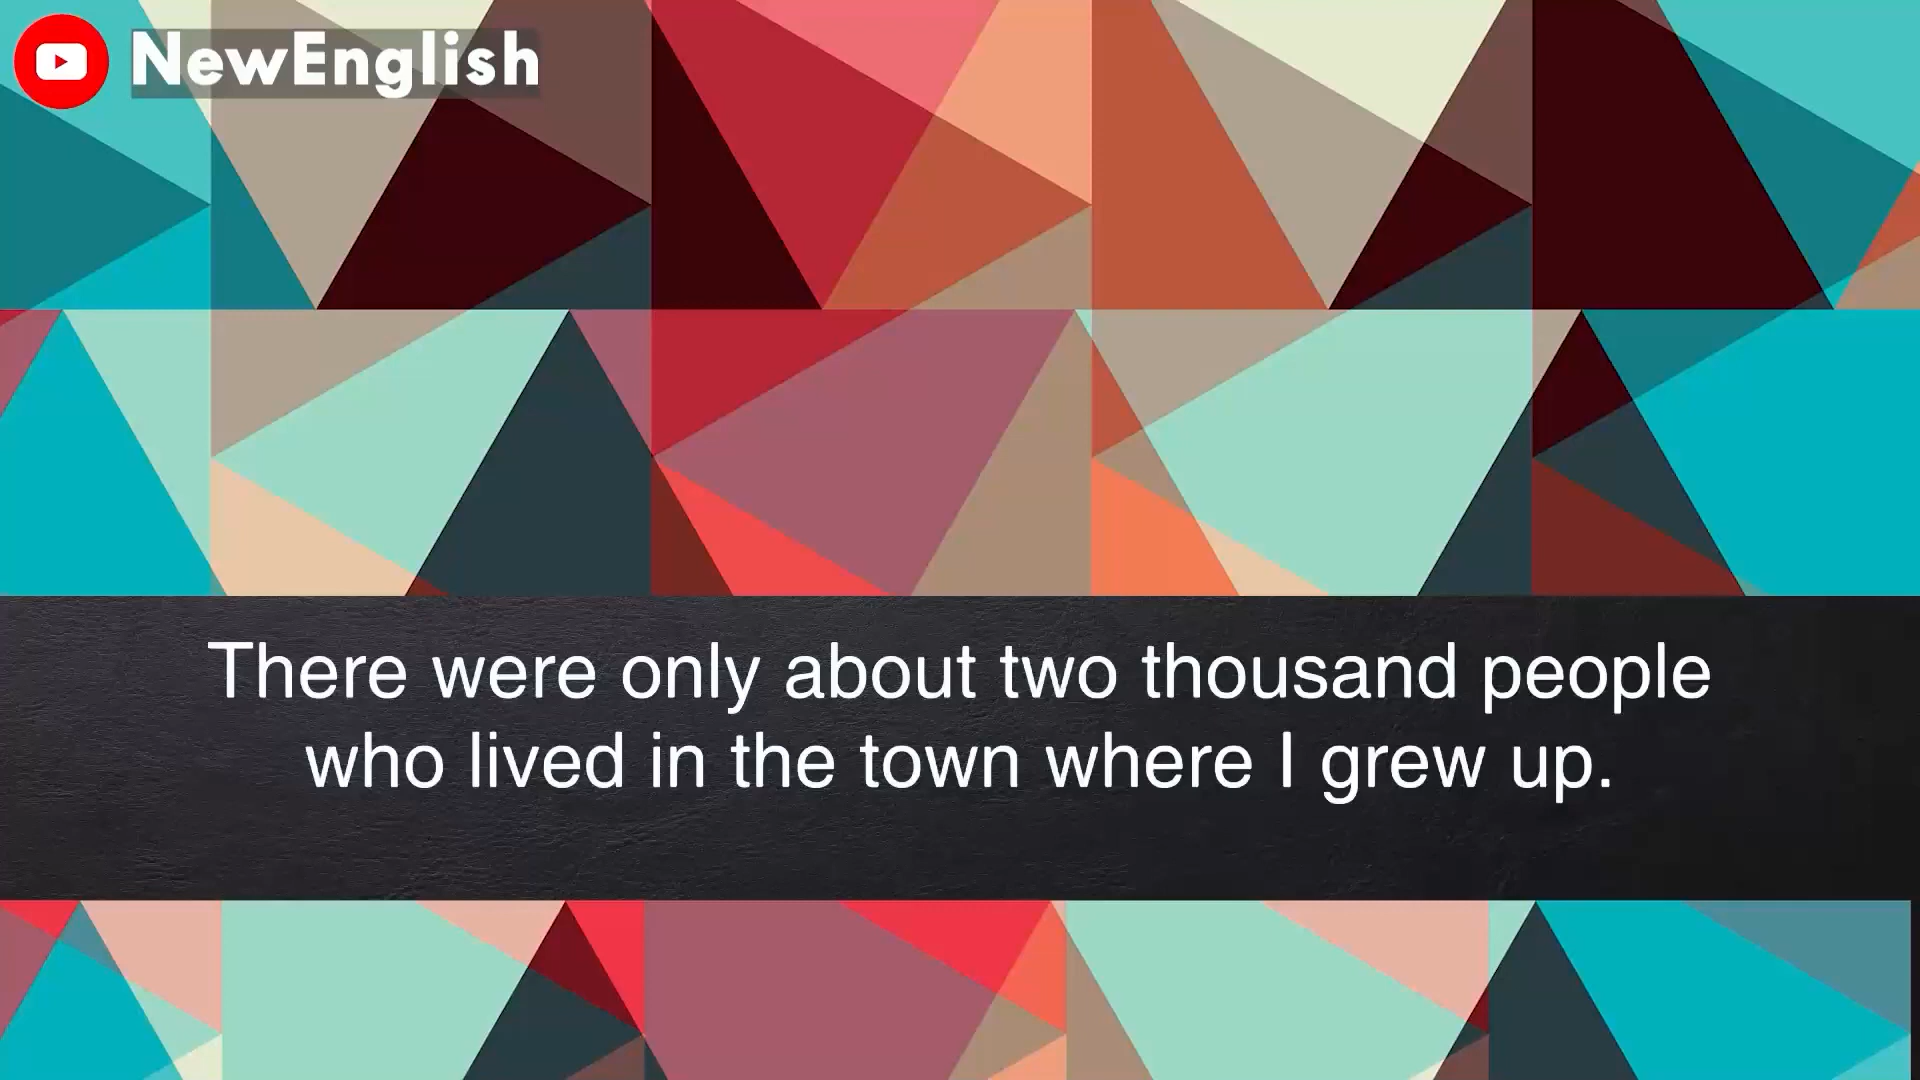 NewEnglish
There were only about two thousand people
who lived in the town where I grew up.